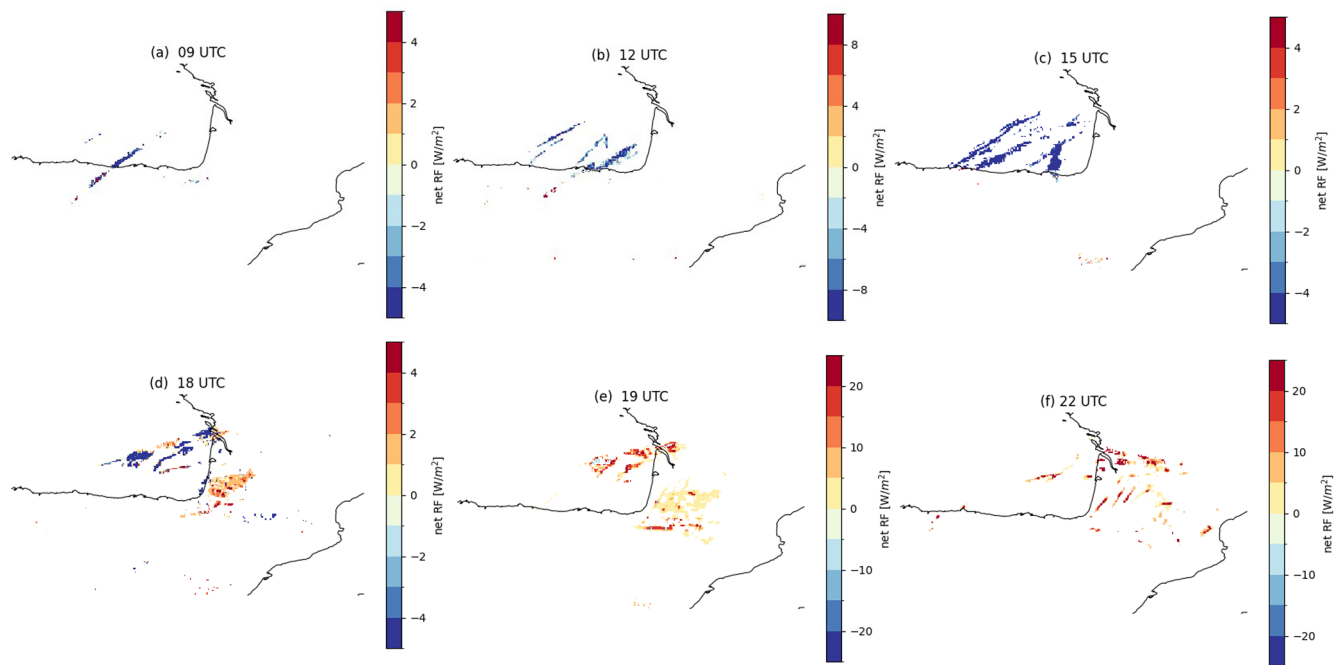 (a) 09 UTC
4
2
0
−2
−4
net RF [W/m²]
(b) 12 UTC
8
4
0
−4
−8
net RF [W/m²]
(c) 15 UTC
4
2
0
−2
−4
net RF [W/m²]
(d) 18 UTC
4
2
0
−2
−4
net RF [W/m²]
(e) 19 UTC
20
10
0
−10
−20
net RF [W/m²]
(f) 22 UTC
20
10
0
−10
−20
net RF [W/m²]